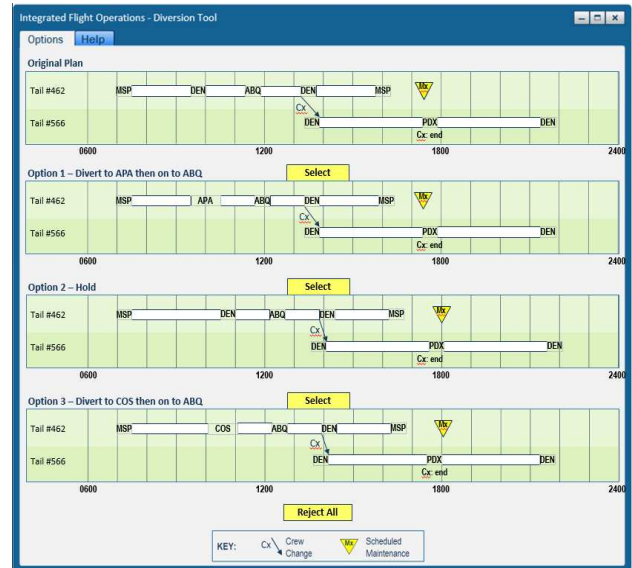 Integrated Flight Operations - Diversion Tool
Options Help
Original Plan
Tail #462 MSP DEN ABQ DEN MSP Mx
Cx
Tail #566 DEN PDX DEN
Cx: end
0600 1200 1800 2400
Option 1 – Divert to APA then on to ABQ Select
Tail #462 MSP APA ABQ DEN MSP Mx
Cx
Tail #566 DEN PDX DEN
Cx: end
0600 1200 1800 2400
Option 2 – Hold Select
Tail #462 MSP DEN ABQ DEN MSP Mx
Cx
Tail #566 DEN PDX DEN
Cx: end
0600 1200 1800 2400
Option 3 – Divert to COS then on to ABQ Select
Tail #462 MSP COS ABQ DEN MSP Mx
Cx
Tail #566 DEN PDX DEN
Cx: end
0600 1200 1800 2400
Reject All
KEY: Cx Crew Change Mx Scheduled Maintenance